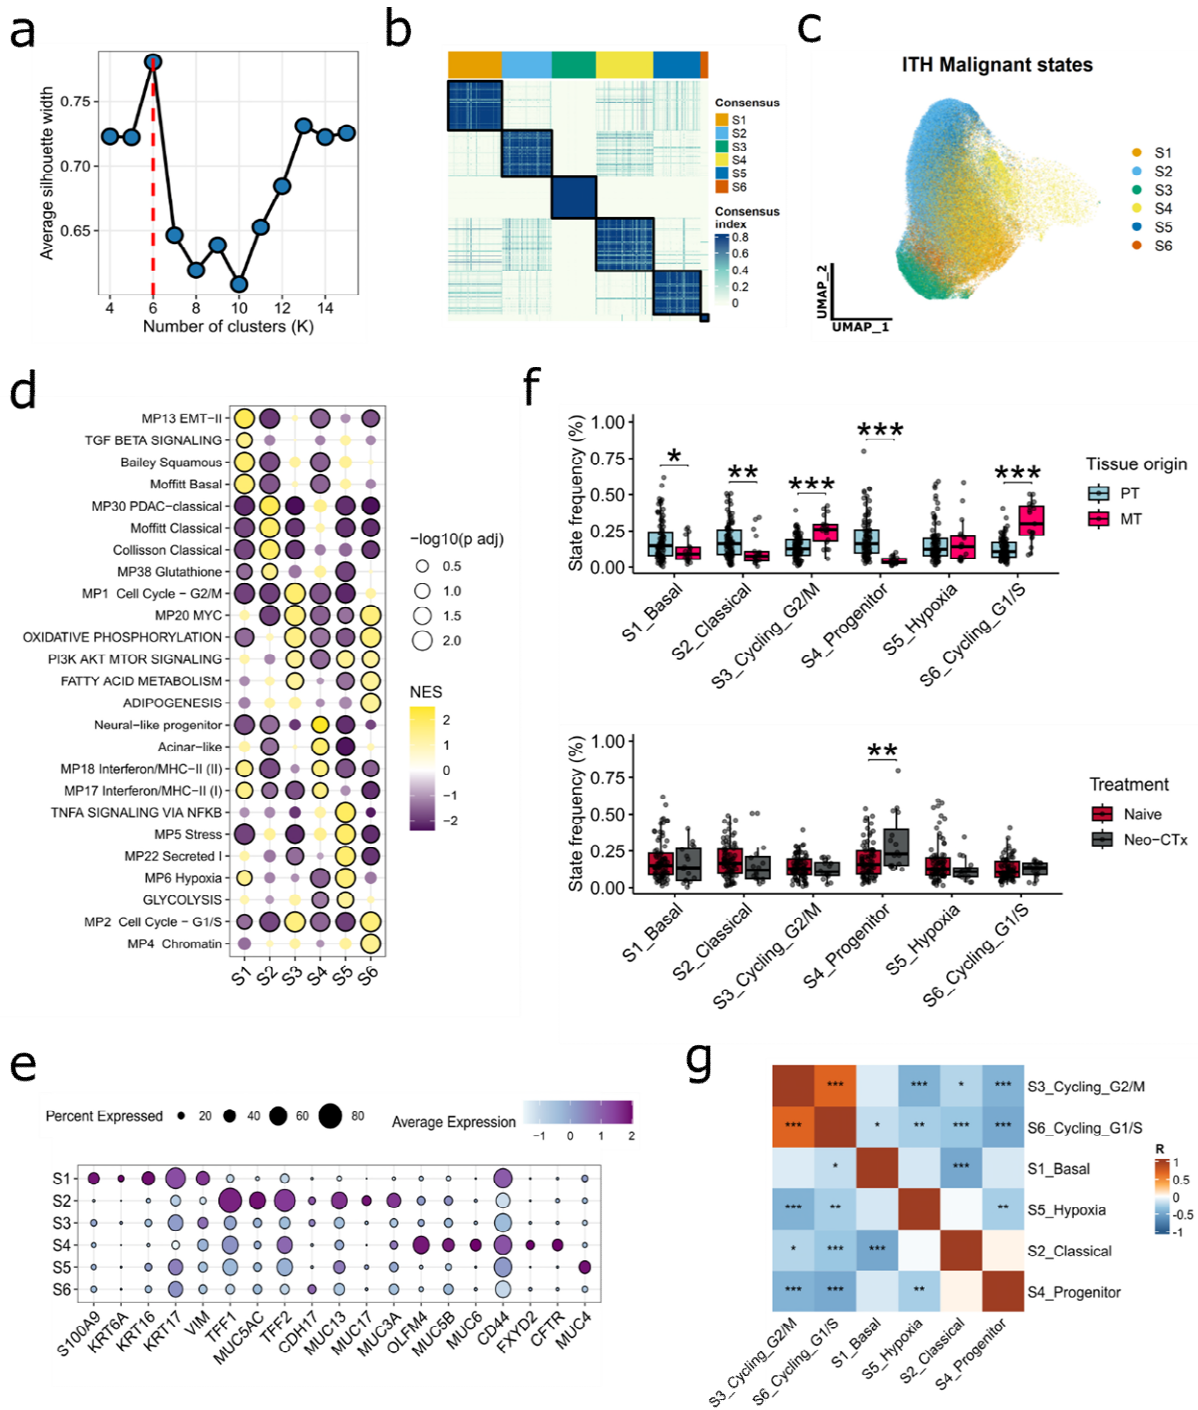 a
Average silhouette width
0.75
0.70
0.65
4 6 8 10 12 14
Number of clusters (K)
b
Consensus
S1
S2
S3
S4
S5
S6
Consensus
index
0.8
0.6
0.4
0.2
0
c
ITH Malignant states
S1
S2
S3
S4
S5
S6
UMAP_2
UMAP_1
d
MP13 EMT-II
TGF BETA SIGNALING
Bailey Squamous
Moffitt Basal
MP30 PDAC-classical
Moffitt Classical
Collisson Classical
MP38 Glutathione
MP1 Cell Cycle - G2/M
MP20 MYC
OXIDATIVE PHOSPHORYLATION
PI3K AKT MTOR SIGNALING
FATTY ACID METABOLISM
ADIPOGENESIS
Neural-like progenitor
Acinar-like
MP18 Interferon/MHC-II (II)
MP17 Interferon/MHC-II (I)
TNFA SIGNALING VIA NFKB
MP5 Stress
MP22 Secreted I
MP6 Hypoxia
GLYCOLYSIS
MP2 Cell Cycle - G1/S
MP4 Chromatin
S1 S2 S3 S4 S5 S6
-log10(p adj)
0.5
1.0
1.5
2.0
NES
2
1
0
-1
-2
f
State frequency (%)
1.00
0.75
0.50
0.25
0.00
* ** *** *** ***
S1_Basal
S2_Classical
S3_Cycling_G2/M
S4_Progenitor
S5_Hypoxia
S6_Cycling_G1/S
Tissue origin
PT
MT
State frequency (%)
1.00
0.75
0.50
0.25
0.00
**
S1_Basal
S2_Classical
S3_Cycling_G2/M
S4_Progenitor
S5_Hypoxia
S6_Cycling_G1/S
Treatment
Naive
Neo-CTx
e
Percent Expressed 20 40 60 80
Average Expression
-1 0 1 2
S1
S2
S3
S4
S5
S6
S100A9
KRT6A
KRT16
KRT17
VIM
TFF1
MUC5AC
TFF2
CDH17
MUC13
MUC17
MUC3A
OLFM4
MUC5B
MUC6
CD44
FXYD2
CFTR
MUC4
g
*** *** * *** S3_Cycling_G2/M
*** * ** *** *** S6_Cycling_G1/S
* *** S1_Basal
*** ** ** S5_Hypoxia
* *** *** S2_Classical
*** *** ** S4_Progenitor
S3_Cycling_G2/M
S6_Cycling_G1/S
S1_Basal
S5_Hypoxia
S2_Classical
S4_Progenitor
R
1
0.5
0
-0.5
-1